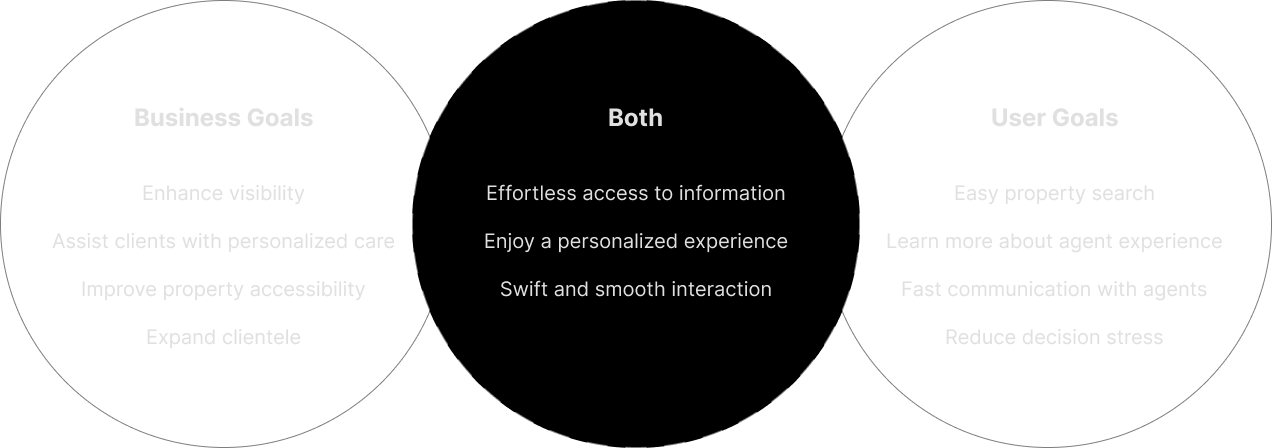 Business Goals
Enhance visibility
Assist clients with personalized care
Improve property accessibility
Expand clientele
Both
Effortless access to information
Enjoy a personalized experience
Swift and smooth interaction
User Goals
Easy property search
Learn more about agent experience
Fast communication with agents
Reduce decision stress